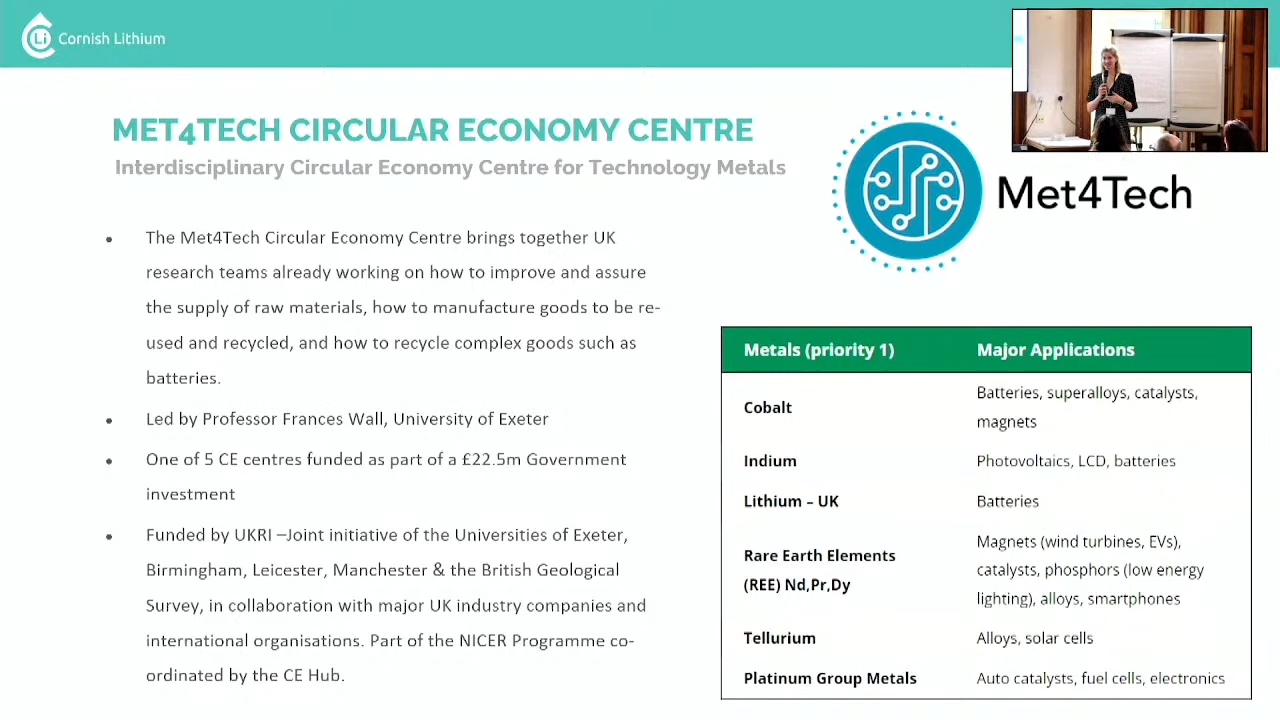 Li Cornish Lithium
MET4TECH CIRCULAR ECONOMY CENTRE
Interdisciplinary Circular Economy Centre for Technology Metals
Met4Tech
The Met4Tech Circular Economy Centre brings together UK
research teams already working on how to improve and assure
the supply of raw materials, how to manufacture goods to be re-
used and recycled, and how to recycle complex goods such as
batteries.
Led by Professor Frances Wall, University of Exeter
One of 5 CE centres funded as part of a £22.5m Government
investment
Funded by UKRI –Joint initiative of the Universities of Exeter,
Birmingham, Leicester, Manchester & the British Geological
Survey, in collaboration with major UK industry companies and
international organisations. Part of the NICER Programme co-
ordinated by the CE Hub.
Metals (priority 1) Major Applications
Cobalt Batteries, superalloys, catalysts,
magnets
Indium Photovoltaics, LCD, batteries
Lithium – UK Batteries
Rare Earth Elements
(REE) Nd,Pr,Dy
Magnets (wind turbines, EVs),
catalysts, phosphors (low energy
lighting), alloys, smartphones
Tellurium Alloys, solar cells
Platinum Group Metals Auto catalysts, fuel cells, electronics